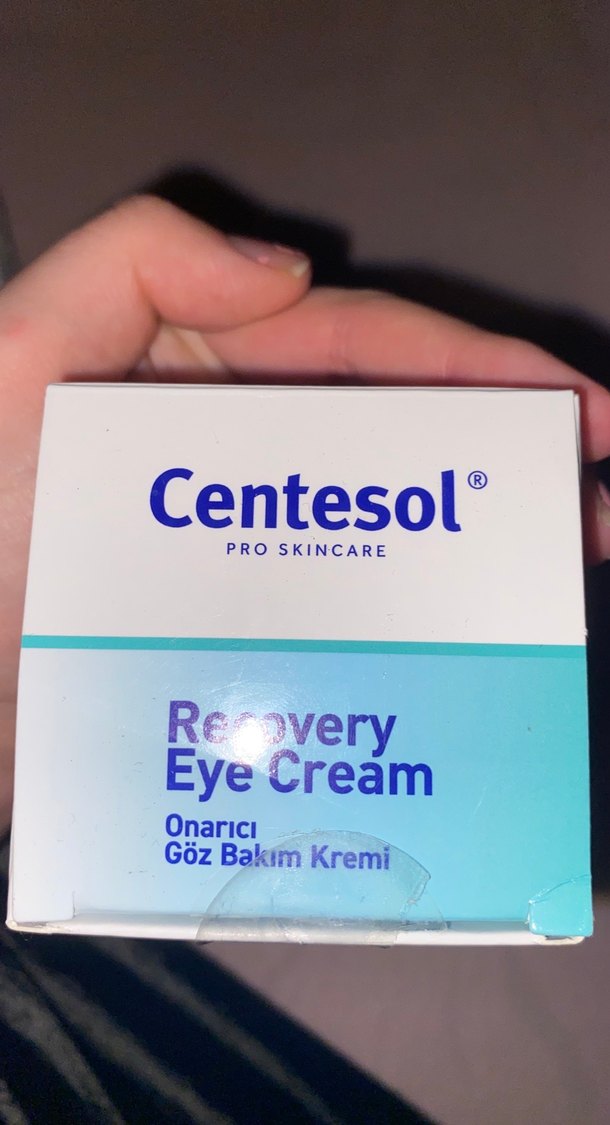 Centesol®
PRO SKINCARE
Recovery
Eye Cream
Onarıcı
Göz Bakım Kremi